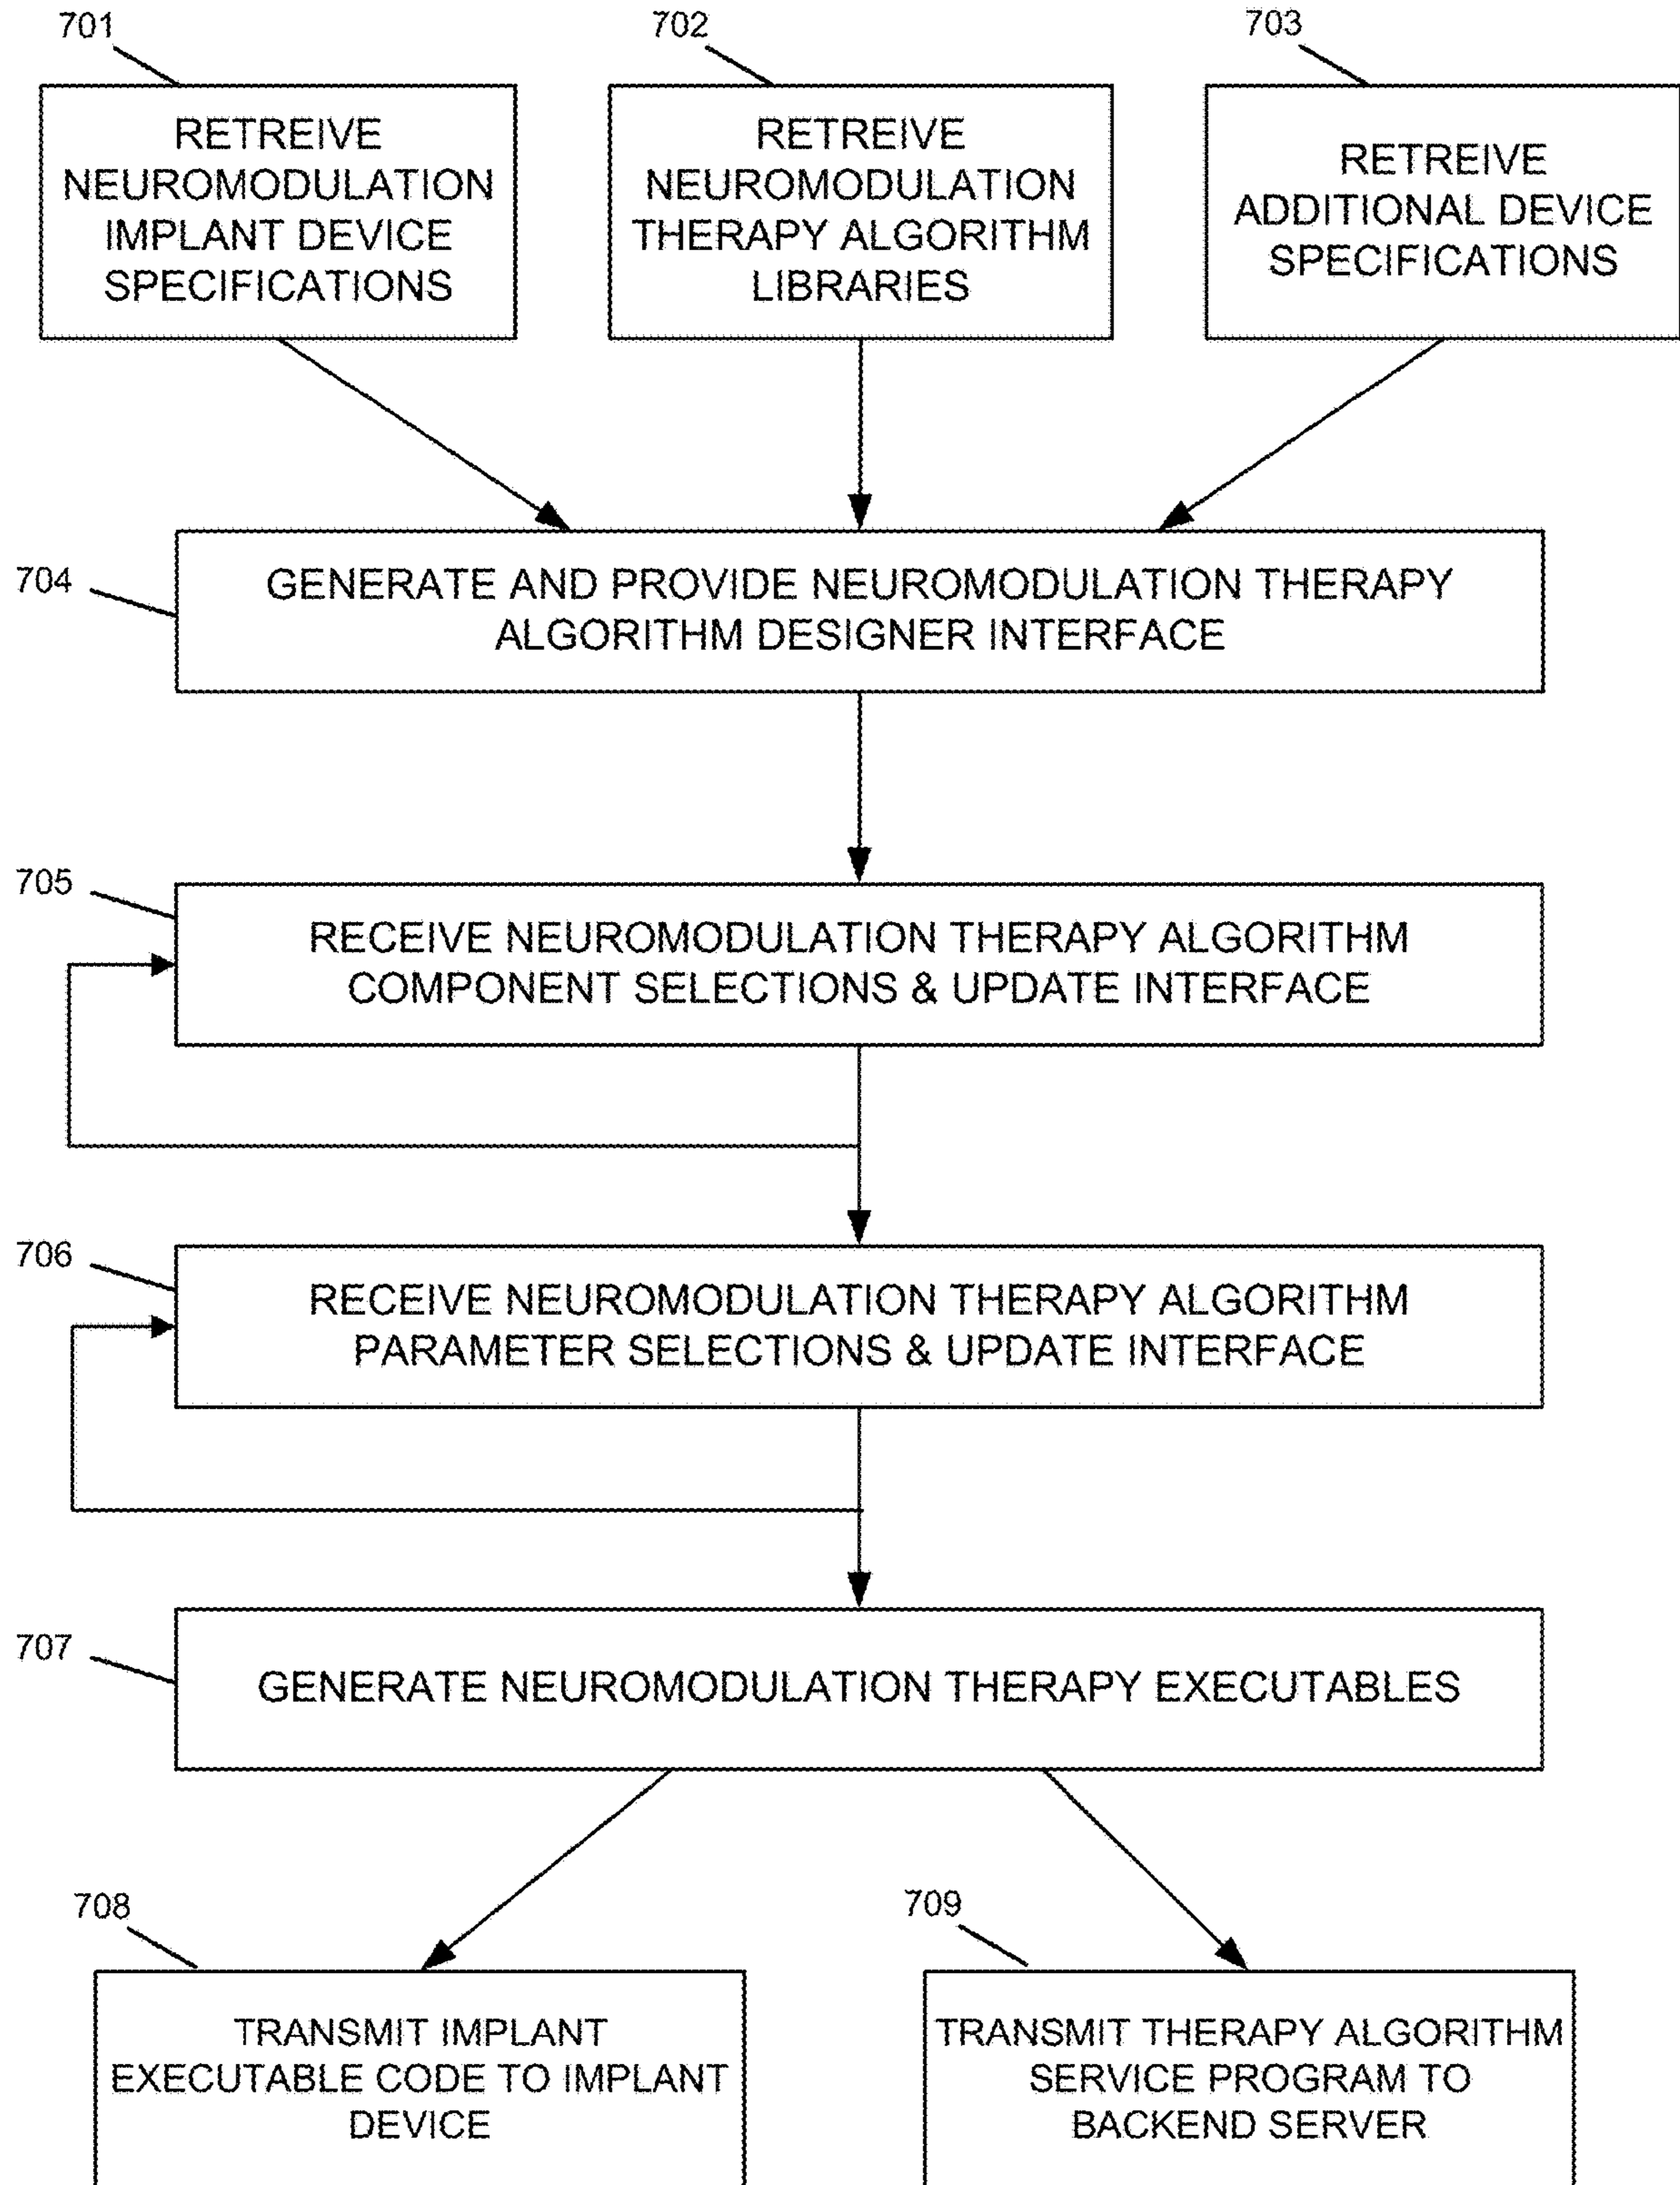 701
702
703
RETREIVE
NEUROMODULATION
IMPLANT DEVICE
SPECIFICATIONS
RETREIVE
NEUROMODULATION
THERAPY ALGORITHM
LIBRARIES
RETREIVE
ADDITIONAL DEVICE
SPECIFICATIONS
704
GENERATE AND PROVIDE NEUROMODULATION THERAPY
ALGORITHM DESIGNER INTERFACE
705
RECEIVE NEUROMODULATION THERAPY ALGORITHM
COMPONENT SELECTIONS & UPDATE INTERFACE
706
RECEIVE NEUROMODULATION THERAPY ALGORITHM
PARAMETER SELECTIONS & UPDATE INTERFACE
707
GENERATE NEUROMODULATION THERAPY EXECUTABLES
708
709
TRANSMIT IMPLANT
EXECUTABLE CODE TO IMPLANT
DEVICE
TRANSMIT THERAPY ALGORITHM
SERVICE PROGRAM TO
BACKEND SERVER